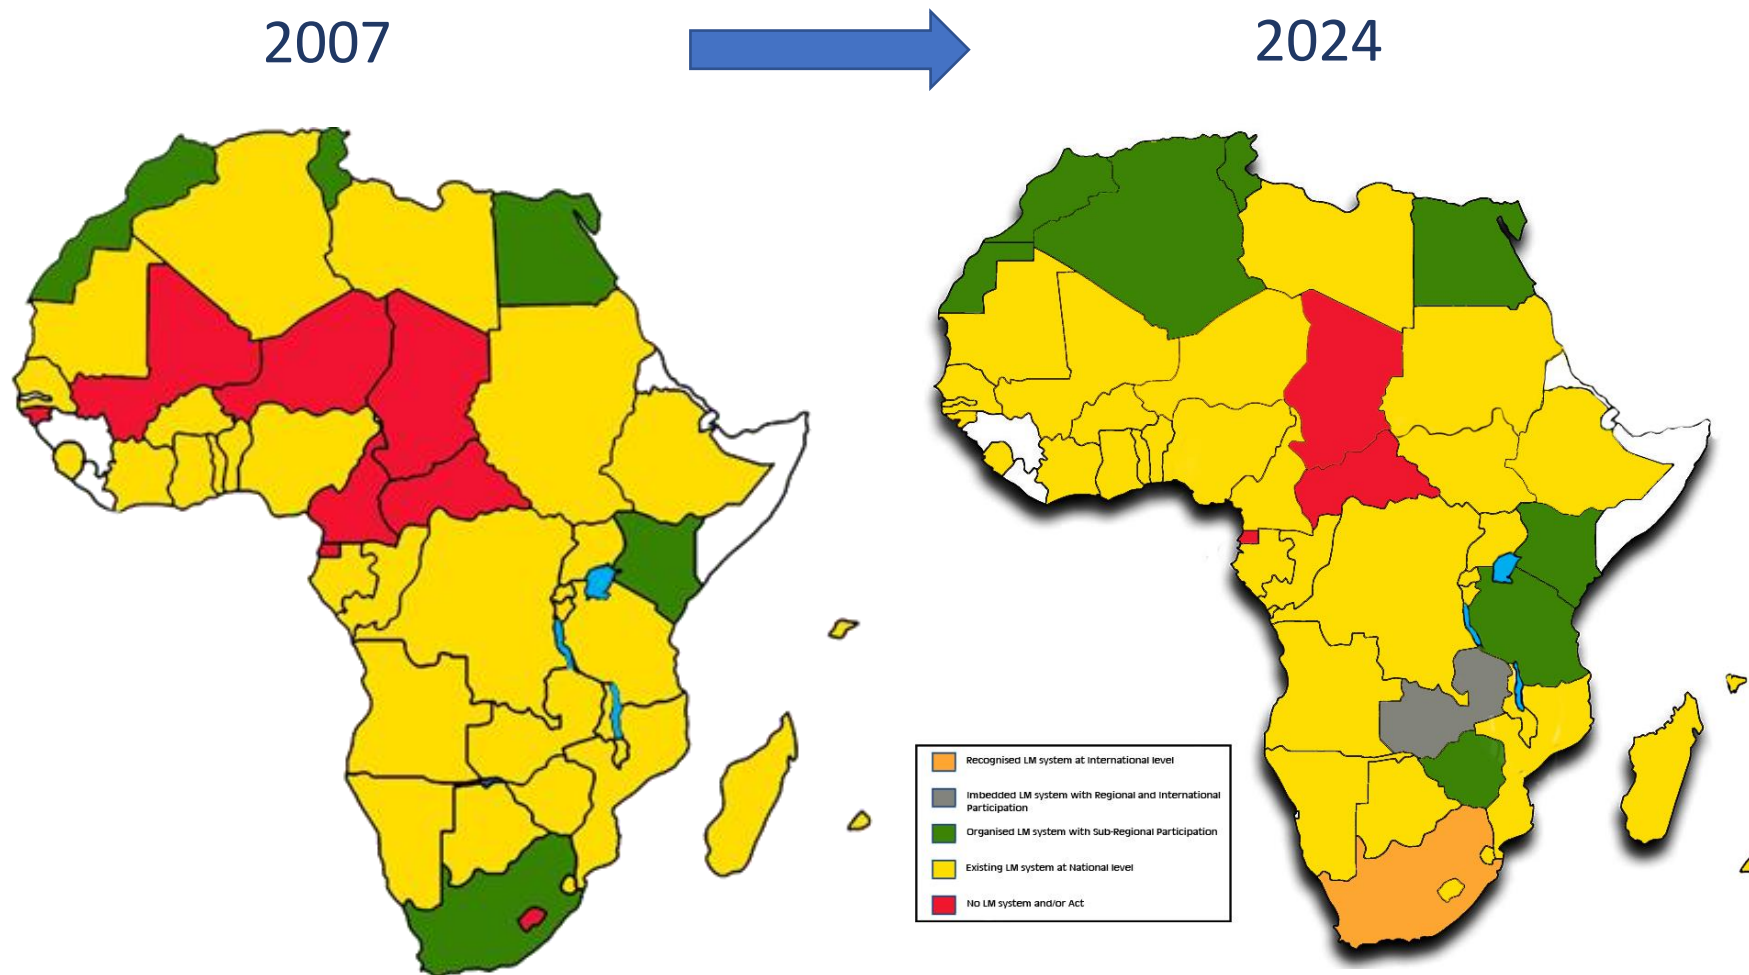 2007
2024
Recognised LM system at International level
Imbedded LM system with Regional and International
Participation
Organised LM system with Sub-Regional Participation
Existing LM system at National level
No LM system and/or Act